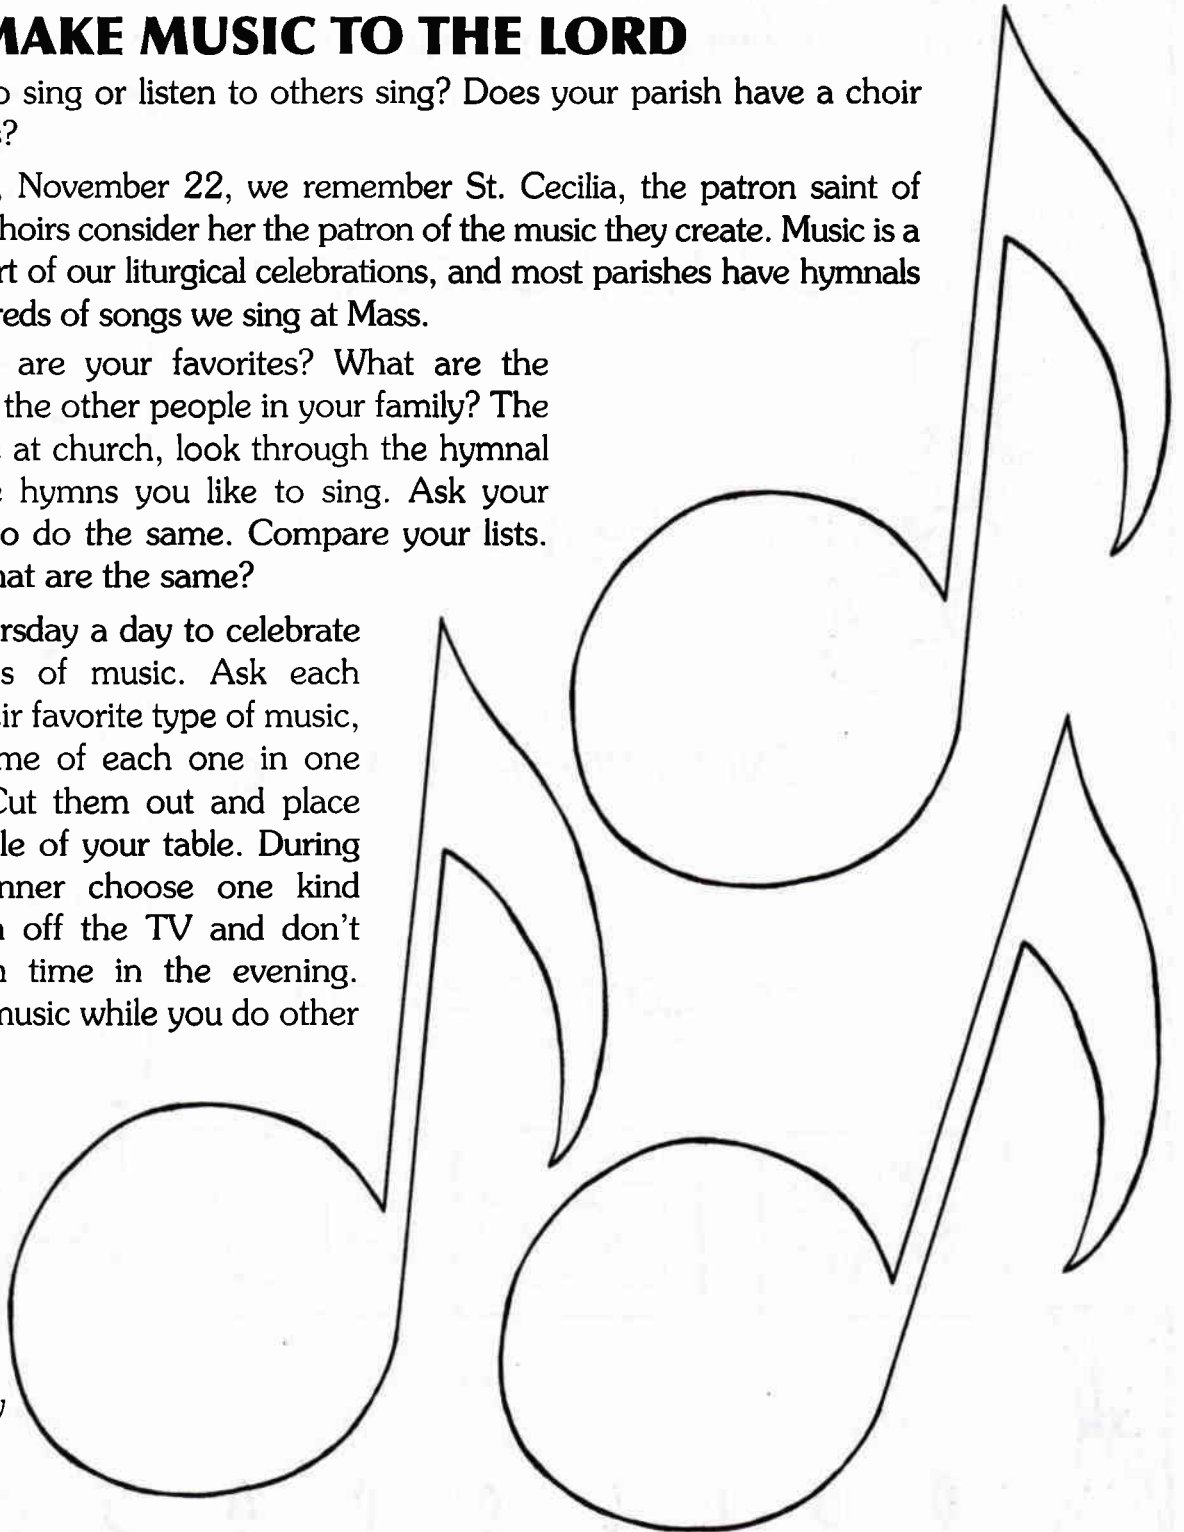 MAKE MUSIC TO THE LORD
o sing or listen to others sing? Does your parish have a choir
s?
, November 22, we remember St. Cecilia, the patron saint of
hoirs consider her the patron of the music they create. Music is a
rt of our liturgical celebrations, and most parishes have hymnals
reds of songs we sing at Mass.
are your favorites? What are the
the other people in your family? The
at church, look through the hymnal
e hymns you like to sing. Ask your
o do the same. Compare your lists.
hat are the same?
rsday a day to celebrate
s of music. Ask each
ir favorite type of music,
me of each one in one
Cut them out and place
le of your table. During
nner choose one kind
n off the TV and don't
n time in the evening.
music while you do other
y